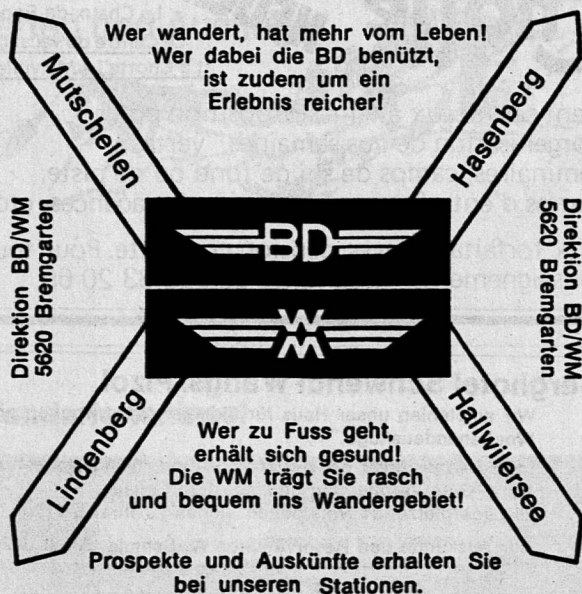 Wer wandert, hat mehr vom Leben!
Wer dabei die BD benützt,
ist zudem um ein
Erlebnis reicher!
Mutschellen
Hasenberg
Direktion BD/WM
5620 Bremgarten
BD
WM
Direktion BD/WM
5620 Bremgarten
Lindenberg
Hallwilersee
Wer zu Fuss geht,
erhält sich gesund!
Die WM trägt Sie rasch
und bequem ins Wandergebiet!
Prospekte und Auskünfte erhalten Sie
bei unseren Stationen.